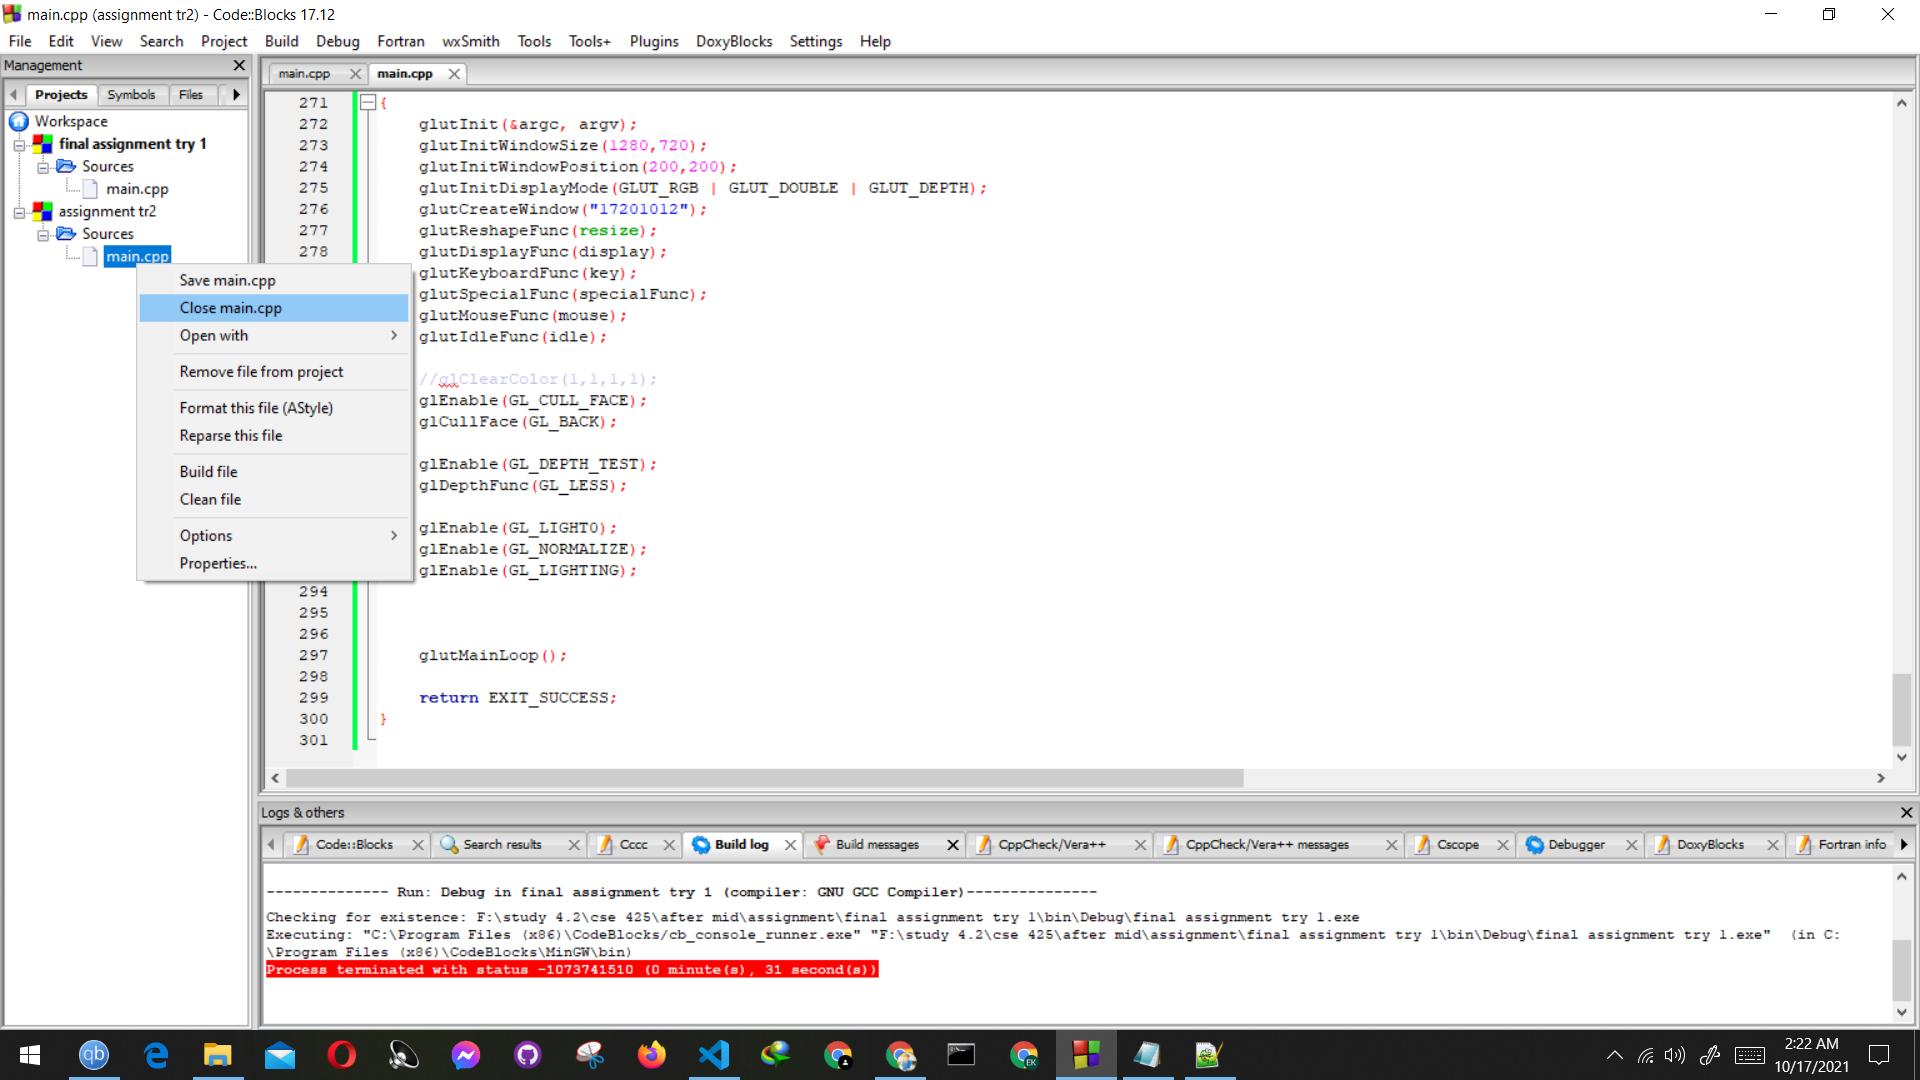 main.cpp (assignment tr2) - Code::Blocks 17.12
File Edit View Search Project Build Debug Fortran wxSmith Tools Tools+ Plugins DoxyBlocks Settings Help
Management
Projects Symbols Files
Workspace
final assignment try 1
Sources
main.cpp
assignment tr2
Sources
main.cpp
Save main.cpp
Close main.cpp
Open with
Remove file from project
Format this file (AStyle)
Reparse this file
Build file
Clean file
Options
Properties...
main.cpp main.cpp
271 {
272 glutInit(&argc, argv);
273 glutInitWindowSize(1280,720);
274 glutInitWindowPosition(200,200);
275 glutInitDisplayMode(GLUT_RGB | GLUT_DOUBLE | GLUT_DEPTH);
276 glutCreateWindow("17201012");
277 glutReshapeFunc(resize);
278 glutDisplayFunc(display);
glutKeyboardFunc(key);
glutSpecialFunc(specialFunc);
glutMouseFunc(mouse);
glutIdleFunc(idle);
//glClearColor(1,1,1,1);
glEnable(GL_CULL_FACE);
glCullFace(GL_BACK);
glEnable(GL_DEPTH_TEST);
glDepthFunc(GL_LESS);
glEnable(GL_LIGHT0);
glEnable(GL_NORMALIZE);
glEnable(GL_LIGHTING);
294
295
296
297 glutMainLoop();
298
299 return EXIT_SUCCESS;
300 }
301
Logs & others
Code::Blocks Search results Cccc Build log Build messages CppCheck/Vera++ CppCheck/Vera++ messages Cscope Debugger DoxyBlocks Fortran info
-------------- Run: Debug in final assignment try 1 (compiler: GNU GCC Compiler)---------------
Checking for existence: F:\study 4.2\cse 425\after mid\assignment\final assignment try 1\bin\Debug\final assignment try 1.exe
Executing: "C:\Program Files (x86)\CodeBlocks/cb_console_runner.exe" "F:\study 4.2\cse 425\after mid\assignment\final assignment try 1\bin\Debug\final assignment try 1.exe" (in C:
\Program Files (x86)\CodeBlocks\MinGW\bin)
Process terminated with status -1073741510 (0 minute(s), 31 second(s))
qb
EK
2:22 AM
10/17/2021